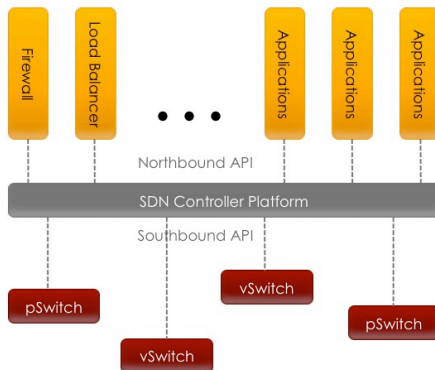 Firewall
Load Balancer
Applications
Applications
Applications
Northbound API
SDN Controller Platform
Southbound API
vSwitch
pSwitch
pSwitch
vSwitch